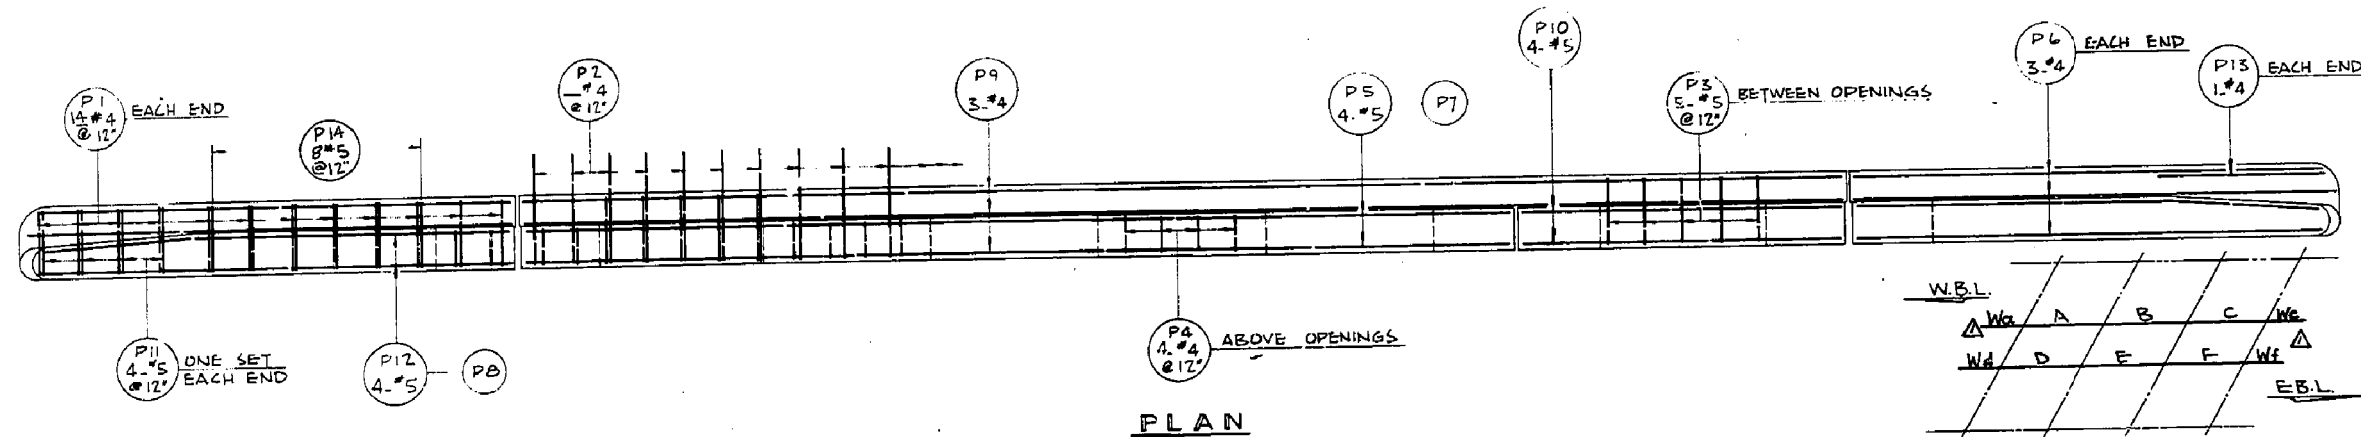 P10
4-#5
P6
3-#4
EACH END
P9
3-#4
P2
#4
@ 12"
P13
1-#4
EACH END
P1
14 #4
@ 12"
EACH END
P5
4-#5
P7
P3
5-#5
@ 12"
BETWEEN OPENINGS
P14
8#5
@12"
W.B.L.
Wa A B C Wc
Wd D E F Wf
E.B.L.
P11
4-#5
@ 12"
ONE SET
EACH END
P12
4-#5
P8
P4
4-#4
@ 12"
ABOVE OPENINGS
PLAN